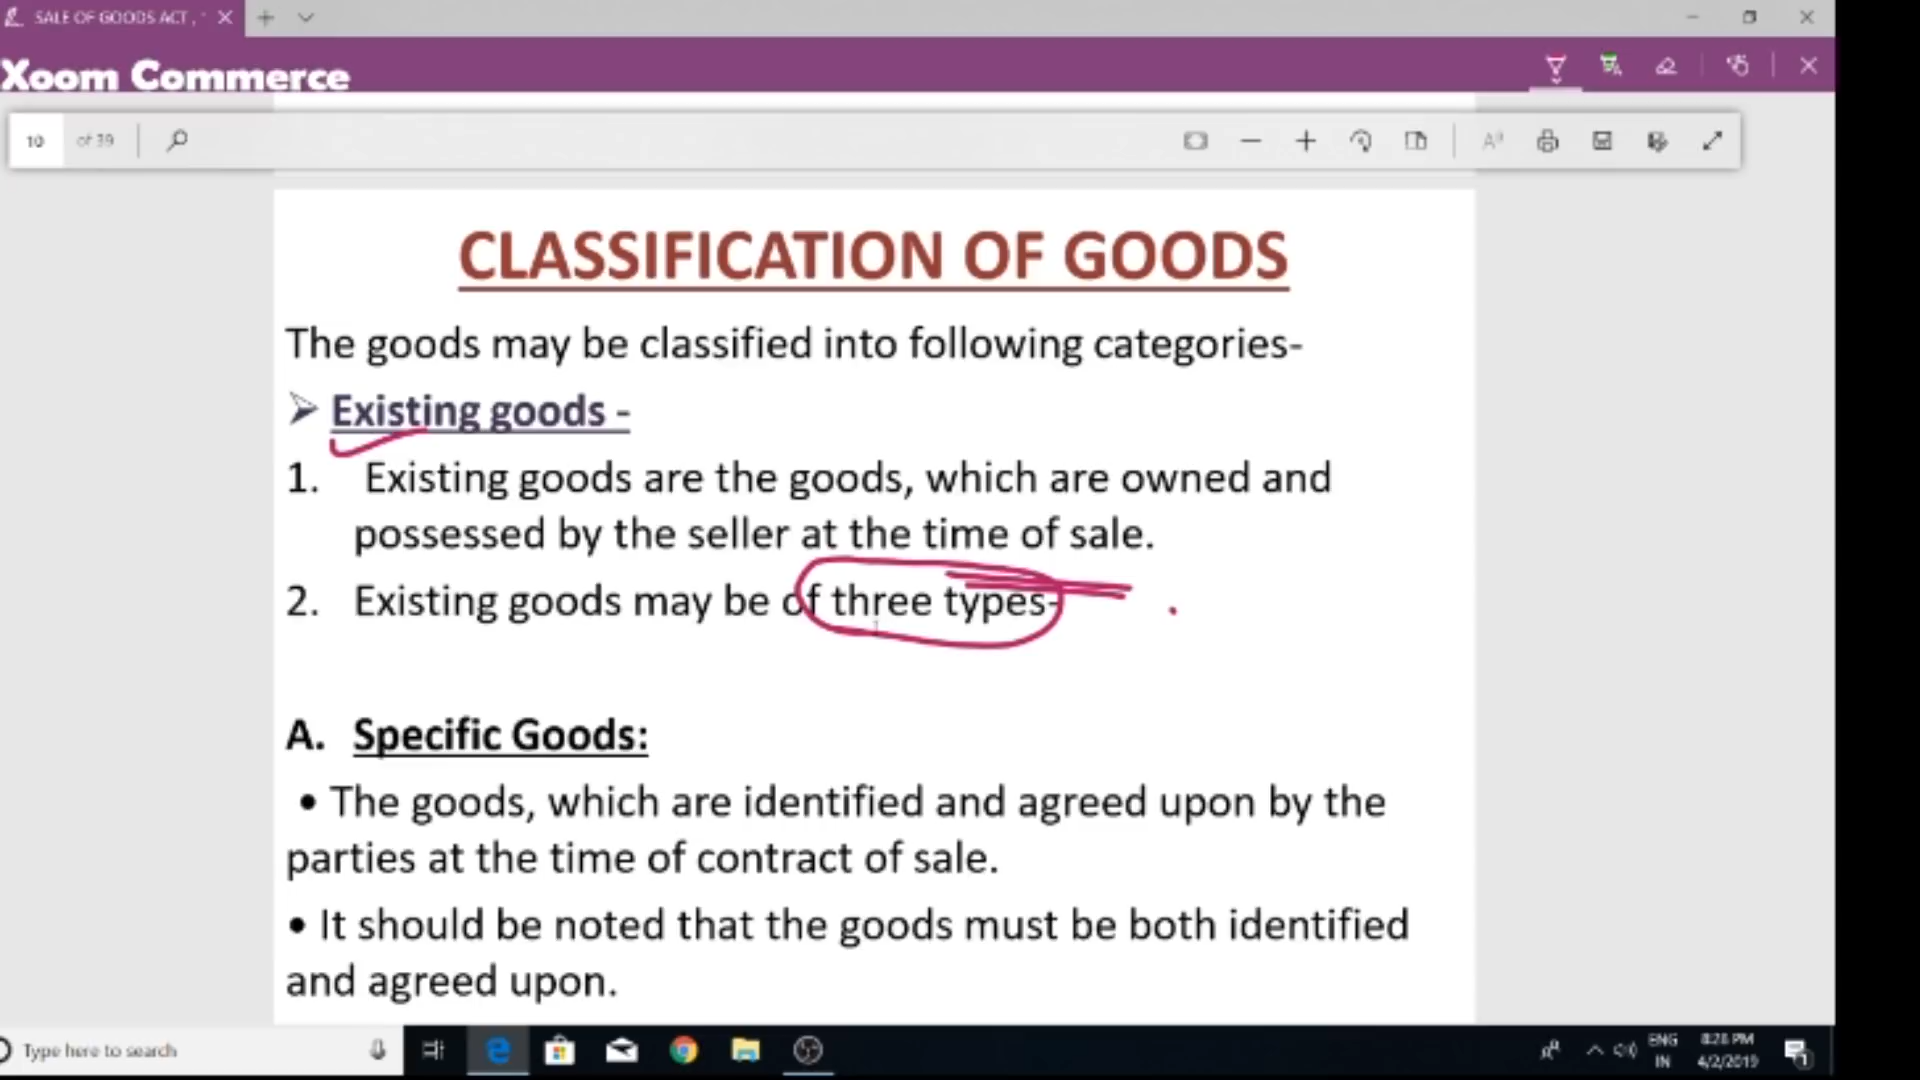 SALE OF GOODS ACT , '
Xoom Commerce
10 of 39
CLASSIFICATION OF GOODS
The goods may be classified into following categories-
➤ Existing goods -
1. Existing goods are the goods, which are owned and
possessed by the seller at the time of sale.
2. Existing goods may be of three types-
A. Specific Goods:
• The goods, which are identified and agreed upon by the
parties at the time of contract of sale.
• It should be noted that the goods must be both identified
and agreed upon.
Type here to search
ENG
IN
8:28 PM
4/2/2019